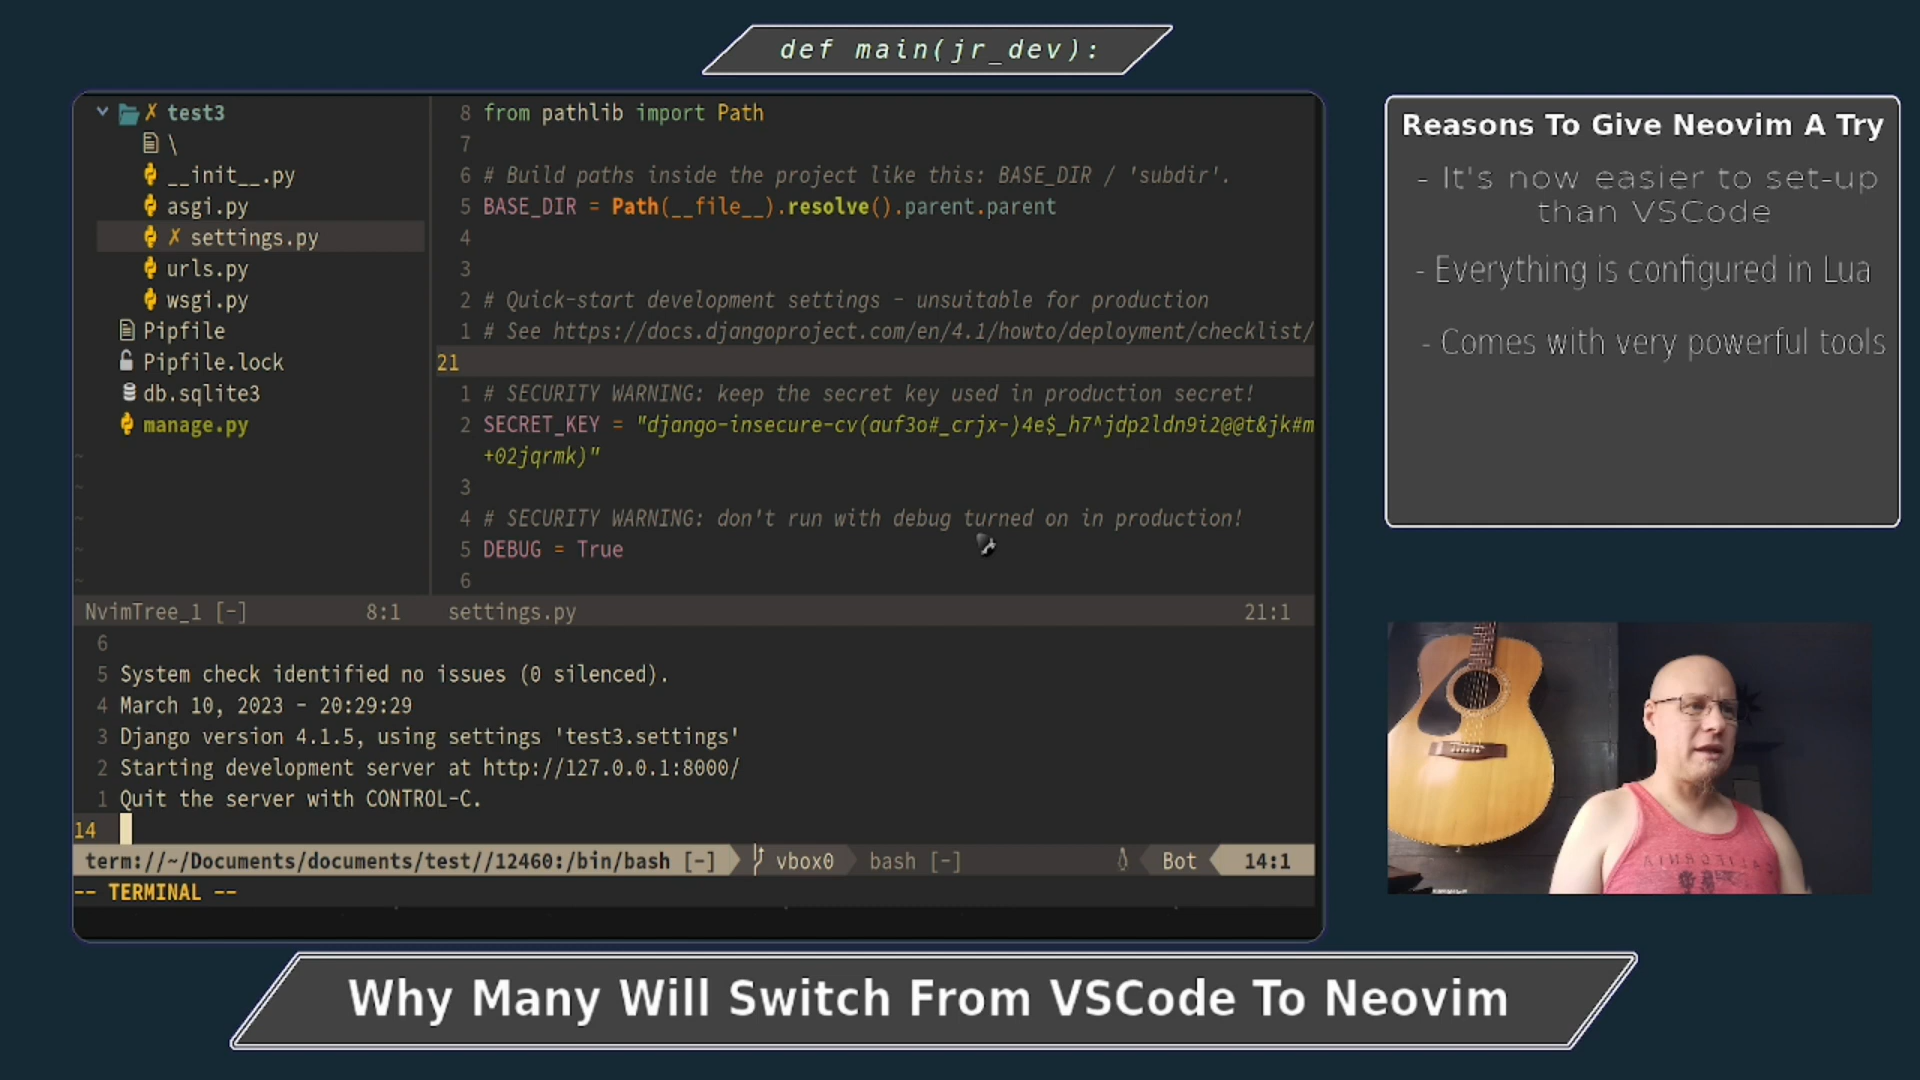 def main(jr_dev):
test3
\
__init__.py
asgi.py
✗ settings.py
urls.py
wsgi.py
Pipfile
Pipfile.lock
db.sqlite3
manage.py
~
~
~
~
~
8 from pathlib import Path
7
6 # Build paths inside the project like this: BASE_DIR / 'subdir'.
5 BASE_DIR = Path(__file__).resolve().parent.parent
4
3
2 # Quick-start development settings - unsuitable for production
1 # See https://docs.djangoproject.com/en/4.1/howto/deployment/checklist/
21
1 # SECURITY WARNING: keep the secret key used in production secret!
2 SECRET_KEY = "django-insecure-cv(auf3o#_crjx-)4e$_h7^jdp2ldn9i2@@t&jk#m
+02jqrmk)"
3
4 # SECURITY WARNING: don't run with debug turned on in production!
5 DEBUG = True
6
NvimTree_1 [-] 8:1 settings.py 21:1
6
5 System check identified no issues (0 silenced).
4 March 10, 2023 - 20:29:29
3 Django version 4.1.5, using settings 'test3.settings'
2 Starting development server at http://127.0.0.1:8000/
1 Quit the server with CONTROL-C.
14
term://~/Documents/documents/test//12460:/bin/bash [-] vbox0 bash [-] Bot 14:1
-- TERMINAL --
Reasons To Give Neovim A Try
- It's now easier to set-up
than VSCode
- Everything is configured in Lua
- Comes with very powerful tools
Why Many Will Switch From VSCode To Neovim